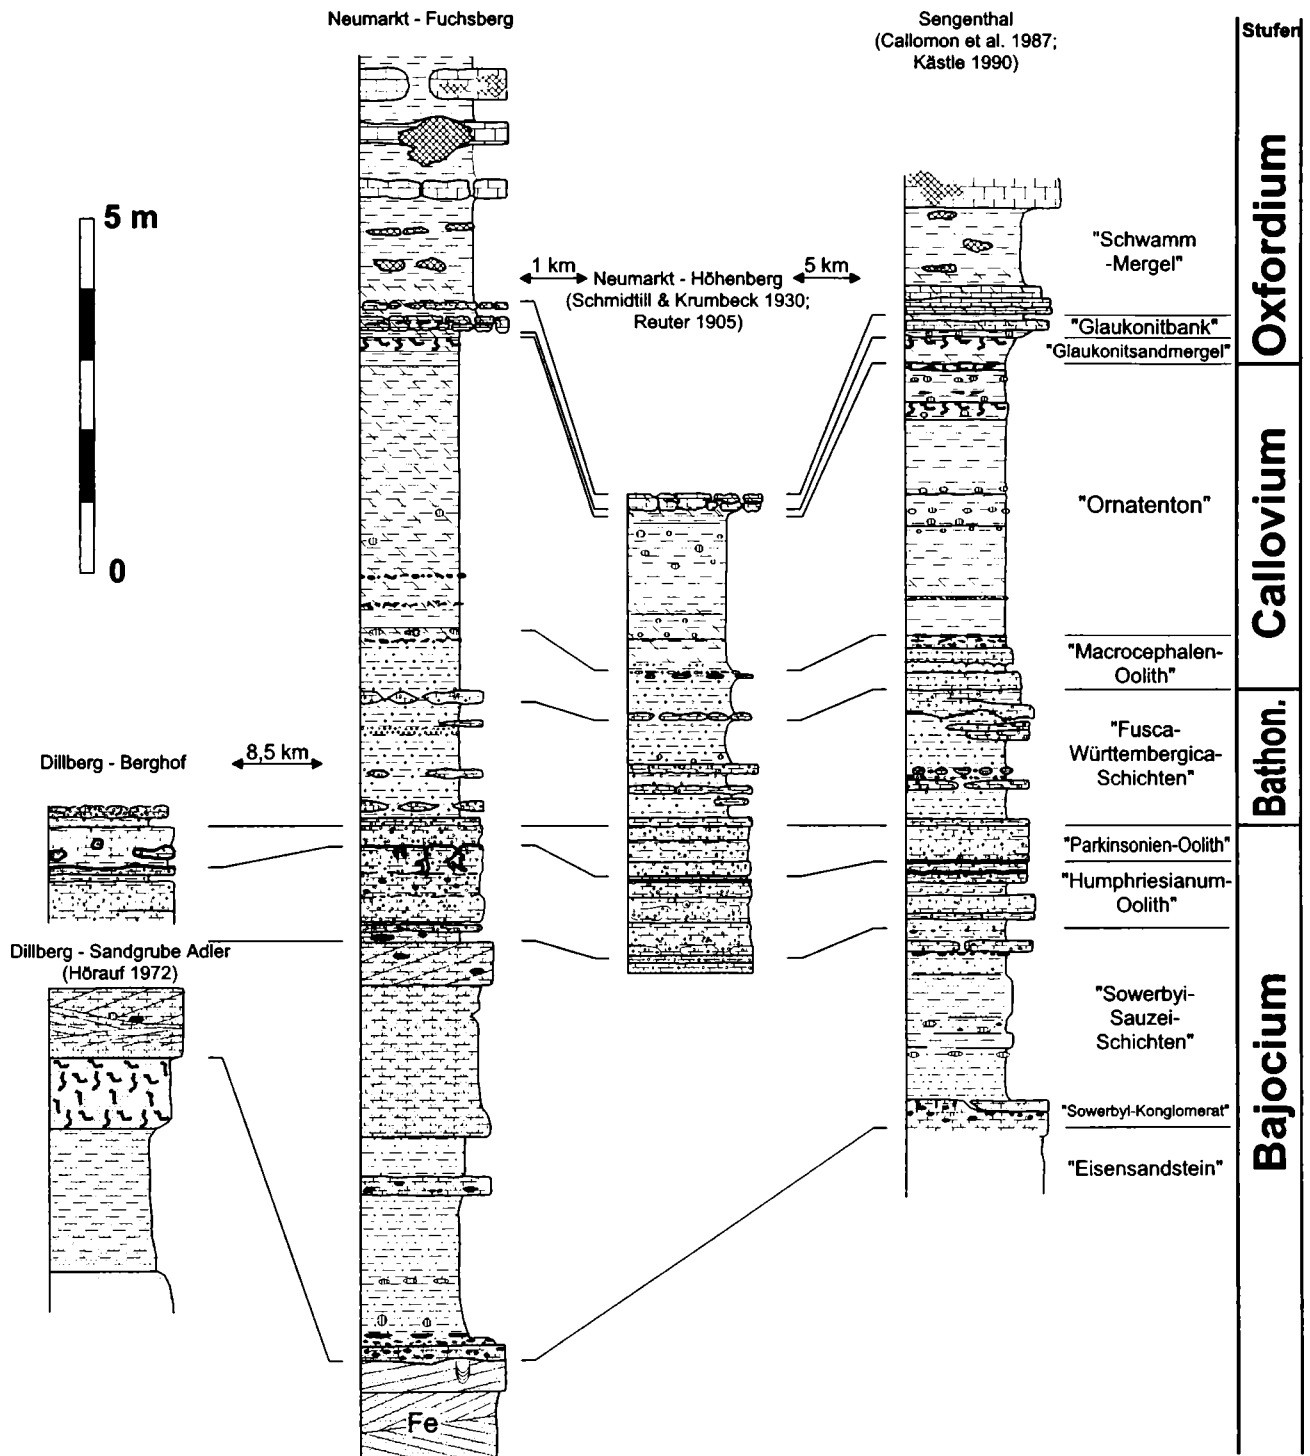 Neumarkt - Fuchsberg
Sengenthal
(Callomon et al. 1987;
Kästle 1990)
Stufen
5 m
0
1 km
Neumarkt - Höhenberg
(Schmidtill & Krumbeck 1930;
Reuter 1905)
5 km
"Schwamm
-Mergel"
"Glaukonitbank"
"Glaukonitsandmergel"
Oxfordium
"Ornatenton"
Callovium
"Macrocephalen-
Oolith"
"Fusca-
Württembergica-
Schichten"
Bathon.
Dillberg - Berghof
8,5 km
"Parkinsonien-Oolith"
"Humphriesianum-
Oolith"
Dillberg - Sandgrube Adler
(Hörauf 1972)
"Sowerbyi-
Sauzei-
Schichten"
"Sowerbyl-Konglomerat"
"Eisensandstein"
Bajocium
Fe